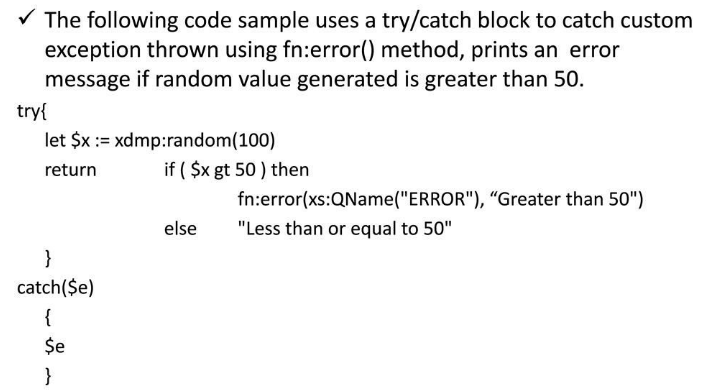 ✓ The following code sample uses a try/catch block to catch custom
exception thrown using fn:error() method, prints an error
message if random value generated is greater than 50.
try{
let $x := xdmp:random(100)
return if ( $x gt 50 ) then
fn:error(xs:QName("ERROR"), “Greater than 50")
else "Less than or equal to 50"
}
catch($e)
{
$e
}